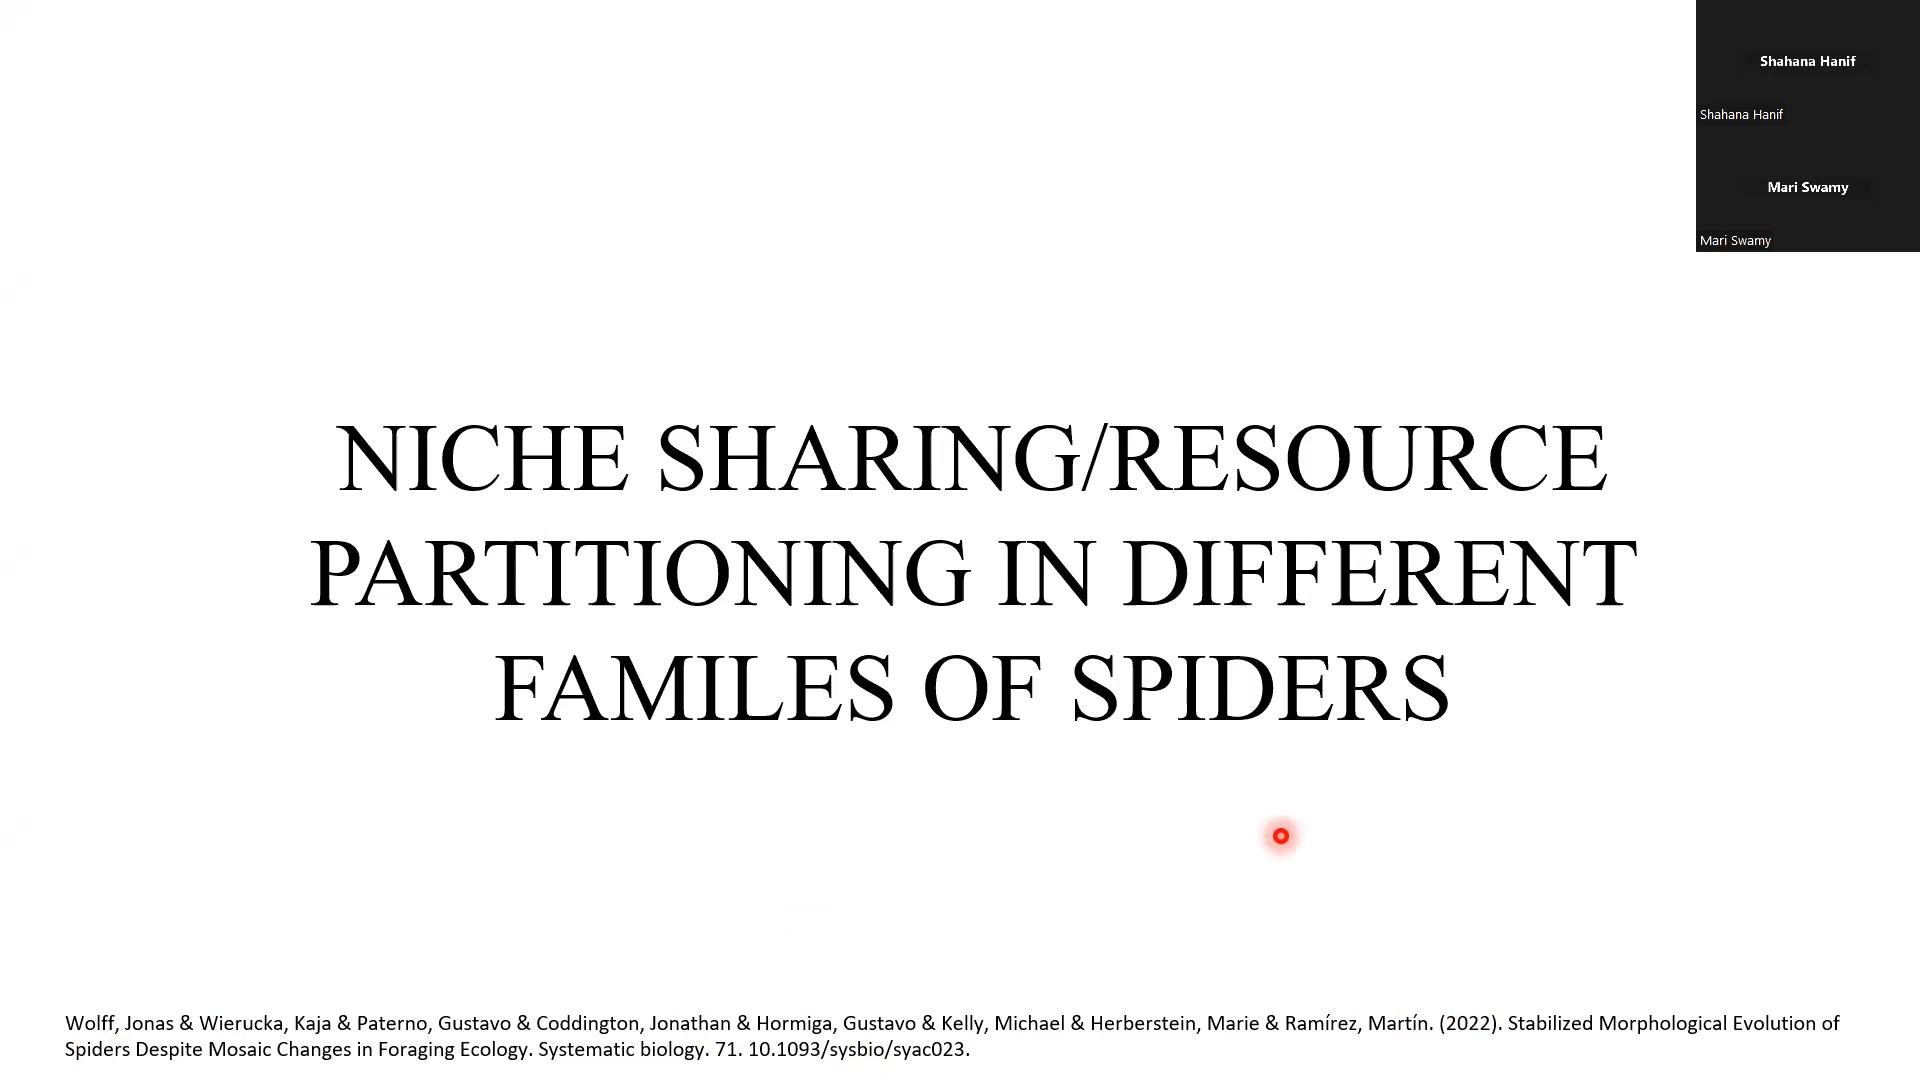 Shahana Hanif
Shahana Hanif
Mari Swamy
Mari Swamy
NICHE SHARING/RESOURCE
PARTITIONING IN DIFFERENT
FAMILES OF SPIDERS
Wolff, Jonas & Wierucka, Kaja & Paterno, Gustavo & Coddington, Jonathan & Hormiga, Gustavo & Kelly, Michael & Herberstein, Marie & Ramírez, Martín. (2022). Stabilized Morphological Evolution of
Spiders Despite Mosaic Changes in Foraging Ecology. Systematic biology. 71. 10.1093/sysbio/syac023.